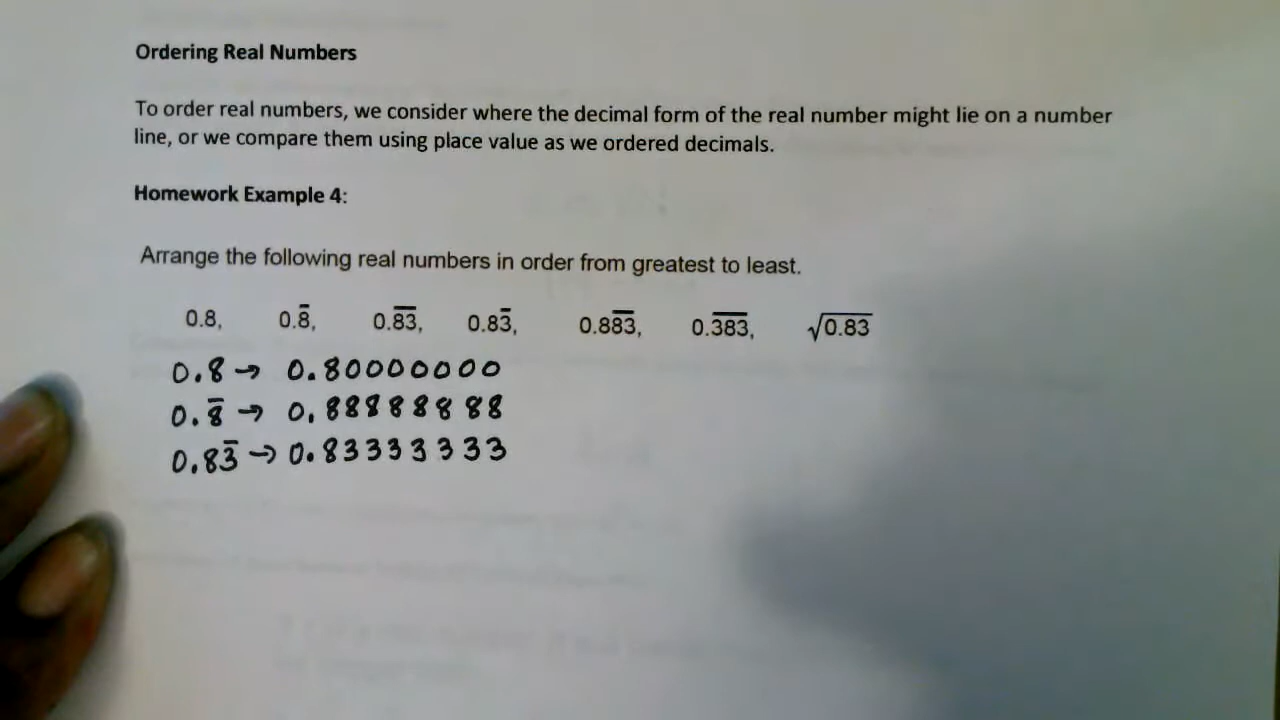 Ordering Real Numbers
To order real numbers, we consider where the decimal form of the real number might lie on a number
line, or we compare them using place value as we ordered decimals.
Homework Example 4:
Arrange the following real numbers in order from greatest to least.
0.8, 0.8̅, 0.8̅3̅, 0.83̅, 0.88̅3̅, 0.3̅8̅3̅, √0.83
0.8 → 0.80000000
0.8̅ → 0.88888888
0.83̅ → 0.83333333